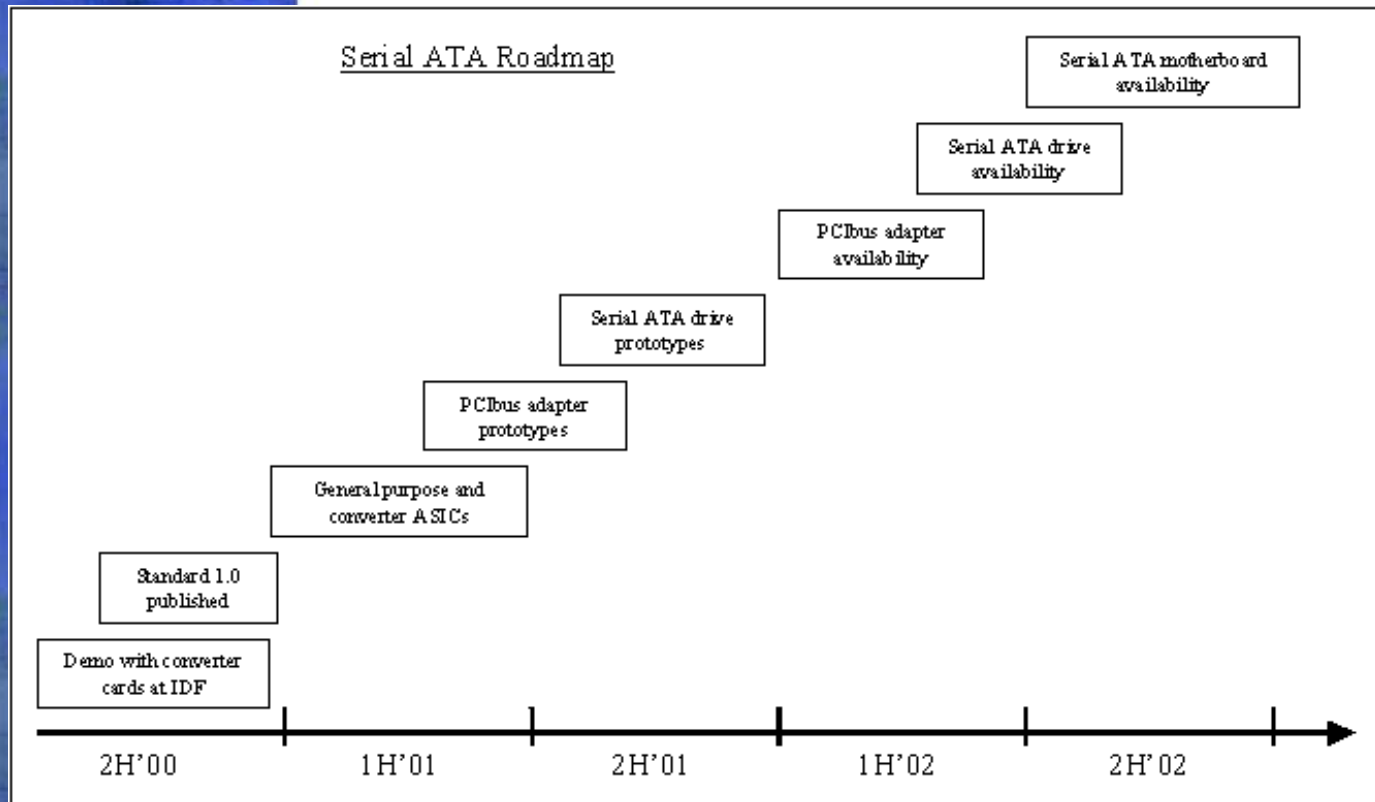 Serial ATA Roadmap
Serial ATA motherboard
availability
Serial ATA drive
availability
PCIbus adapter
availability
Serial ATA drive
prototypes
PCIbus adapter
prototypes
General purpose and
converter ASICs
Standard 1.0
published
Demo with converter
cards at IDF
2H’00
1H’01
2H’01
1H’02
2H’02